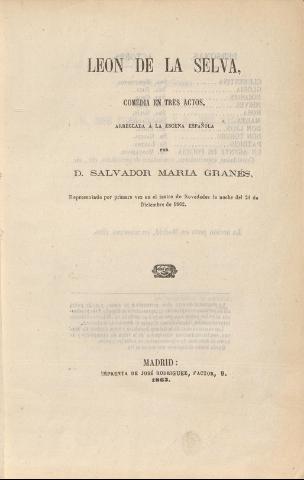 LEON DE LA SELVA,
COMEDIA EN TRES ACTOS,
ARREGLADA Á LA ESCENA ESPAÑOLA
POR
D. SALVADOR MARIA GRANÉS,
Representada por primera vez en el teatro de Novedades la noche del 24 de
Diciembre de 1862.
MADRID:
IMPRENTA DE JOSÉ RODRIGUEZ, FACTOR, 9.
1863.